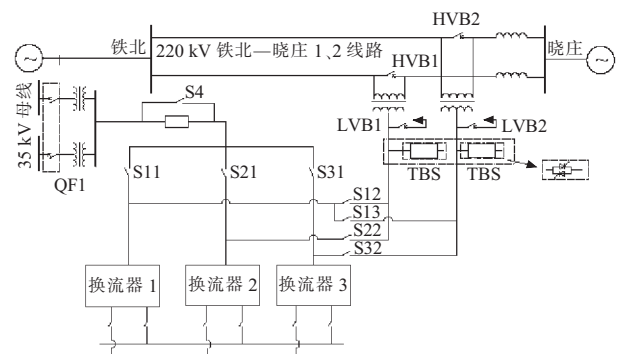 HVB2
铁北
220 kV 铁北—晓庄 1、2 线路
晓庄
HVB1
S4
LVB1
LVB2
35 kV 母线
QF1
S11
S21
S31
TBS
TBS
S12
S13
S22
S32
换流器 1
换流器 2
换流器 3